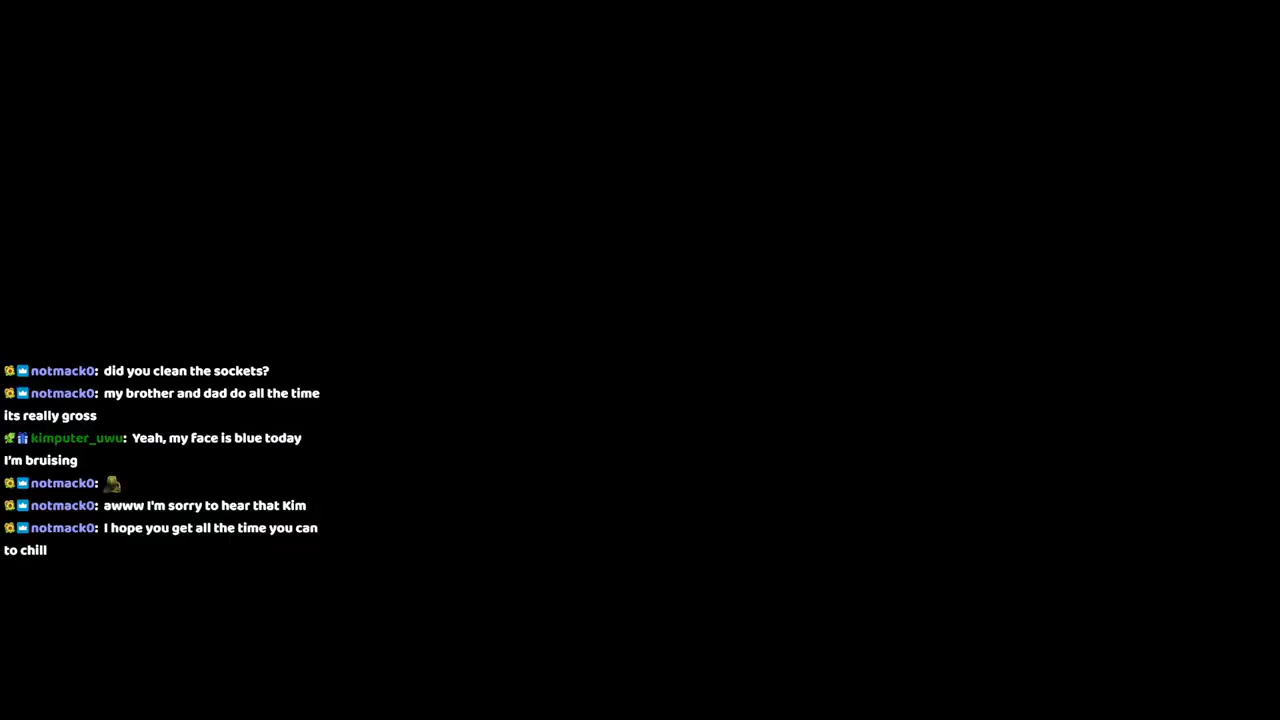 notmack0: did you clean the sockets?
notmack0: my brother and dad do all the time
its really gross
kimputer_uwu: Yeah, my face is blue today
I'm bruising
notmack0:
notmack0: awww I'm sorry to hear that Kim
notmack0: I hope you get all the time you can
to chill